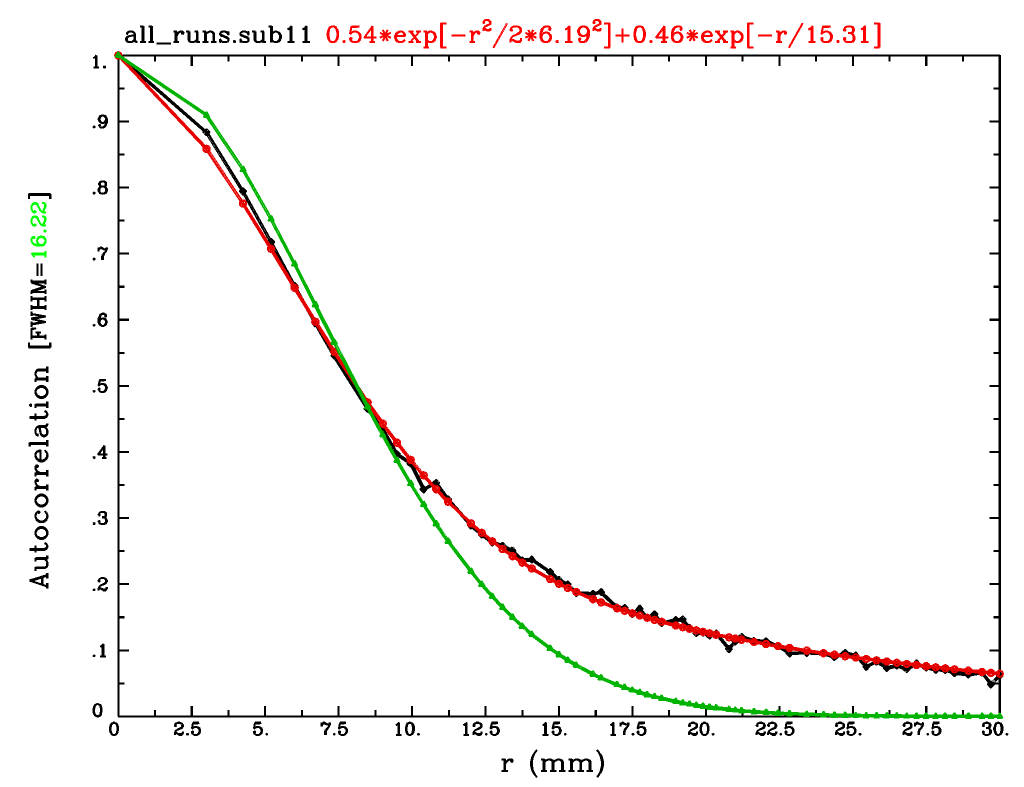 all_runs.sub11 0.54*exp[-r²/2*6.19²]+0.46*exp[-r/15.31]
1.
.9
.8
.7
.6
.5
.4
.3
.2
.1
0
Autocorrelation [FWHM=16.22]
0 2.5 5. 7.5 10. 12.5 15. 17.5 20. 22.5 25. 27.5 30.
r (mm)